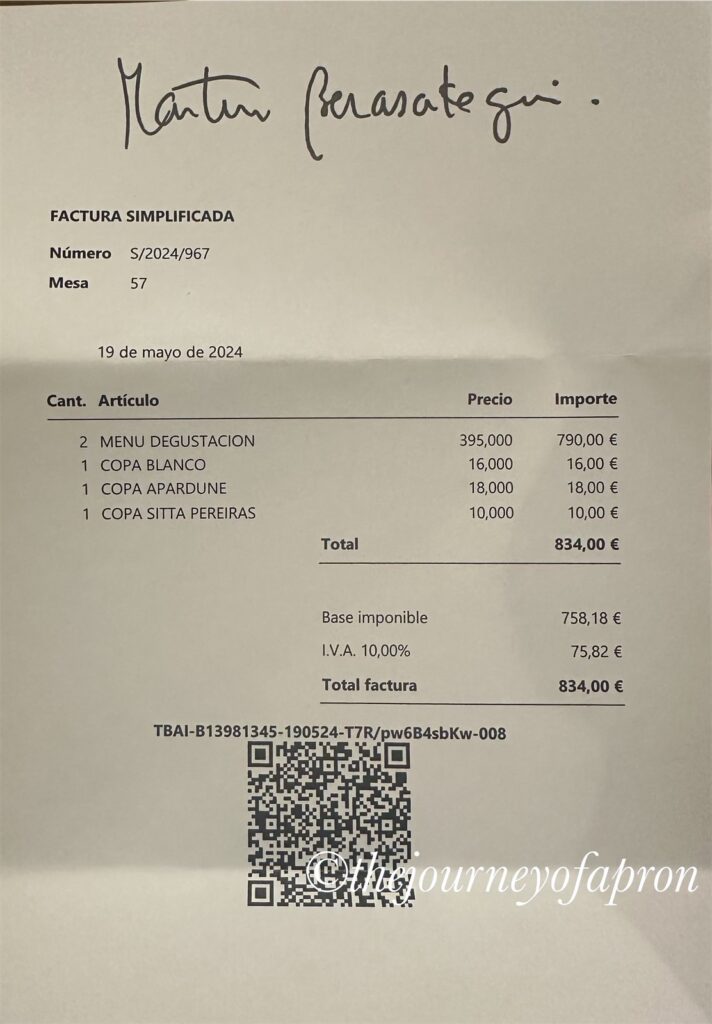 Martin Berasategui.
FACTURA SIMPLIFICADA
Número S/2024/967
Mesa 57
19 de mayo de 2024
Cant. Artículo Precio Importe
2 MENU DEGUSTACION 395,000 790,00 €
1 COPA BLANCO 16,000 16,00 €
1 COPA APARDUNE 18,000 18,00 €
1 COPA SITTA PEREIRAS 10,000 10,00 €
Total 834,00 €
Base imponible 758,18 €
I.V.A. 10,00% 75,82 €
Total factura 834,00 €
TBAI-B13981345-190524-T7R/pw6B4sbKw-008
©thejourneyofapron